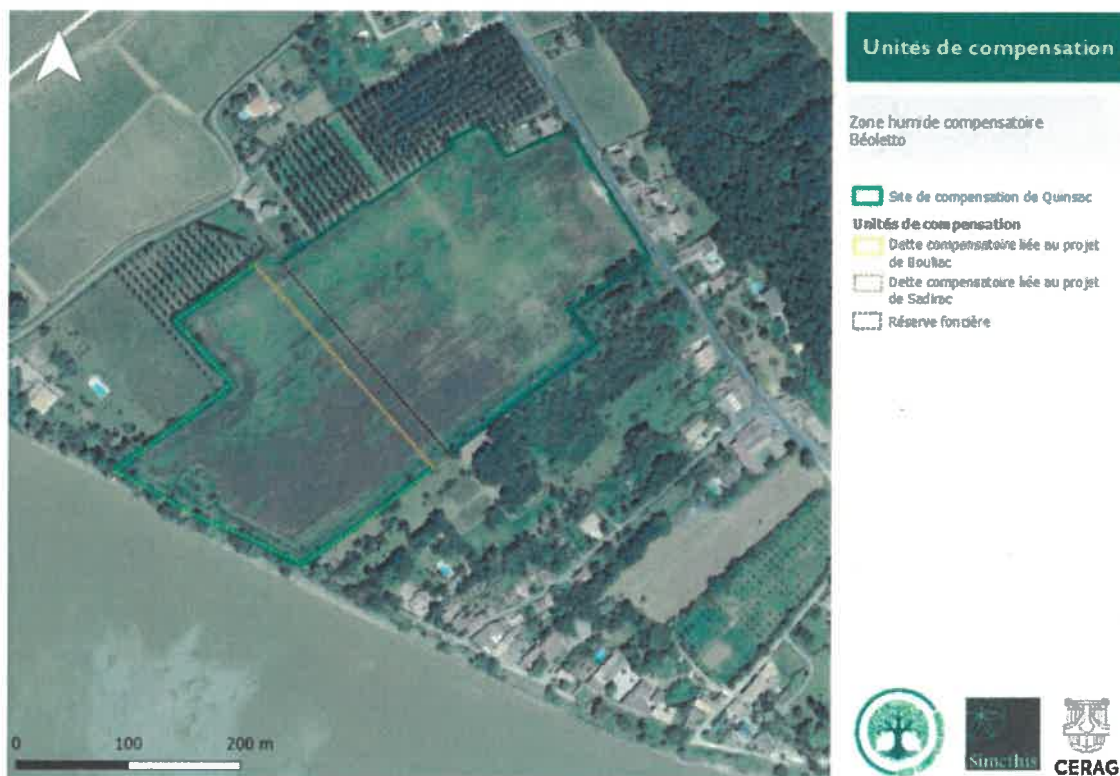 Unités de compensation
Zone humide compensatoire
Béoletto
Site de compensation de Quinsac
Unités de compensation
Dette compensatoire liée au projet
de Bouliac
Dette compensatoire liée au projet
de Sadirac
Réserve foncière
0 100 200 m
Simethis
CERAG